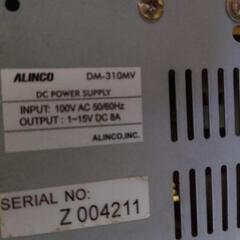 ALINCO DM-310MV
DC POWER SUPPLY
INPUT: 100V AC 50/60Hz
OUTPUT: 1~15V DC 8A
ALINCO,INC.
SERIAL NO:
Z 004211